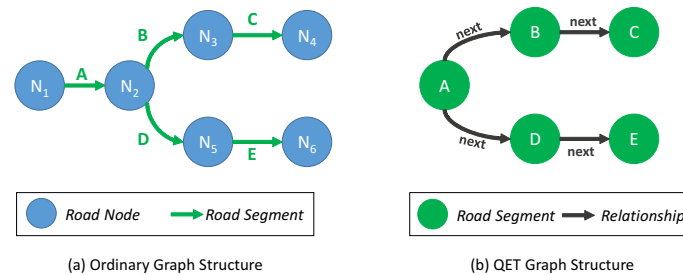 B
C
N3
N4
A
N1
N2
D
E
N5
N6
Road Node
Road Segment
(a) Ordinary Graph Structure
next
next
B
C
A
D
E
next
next
Road Segment
Relationship
(b) QET Graph Structure